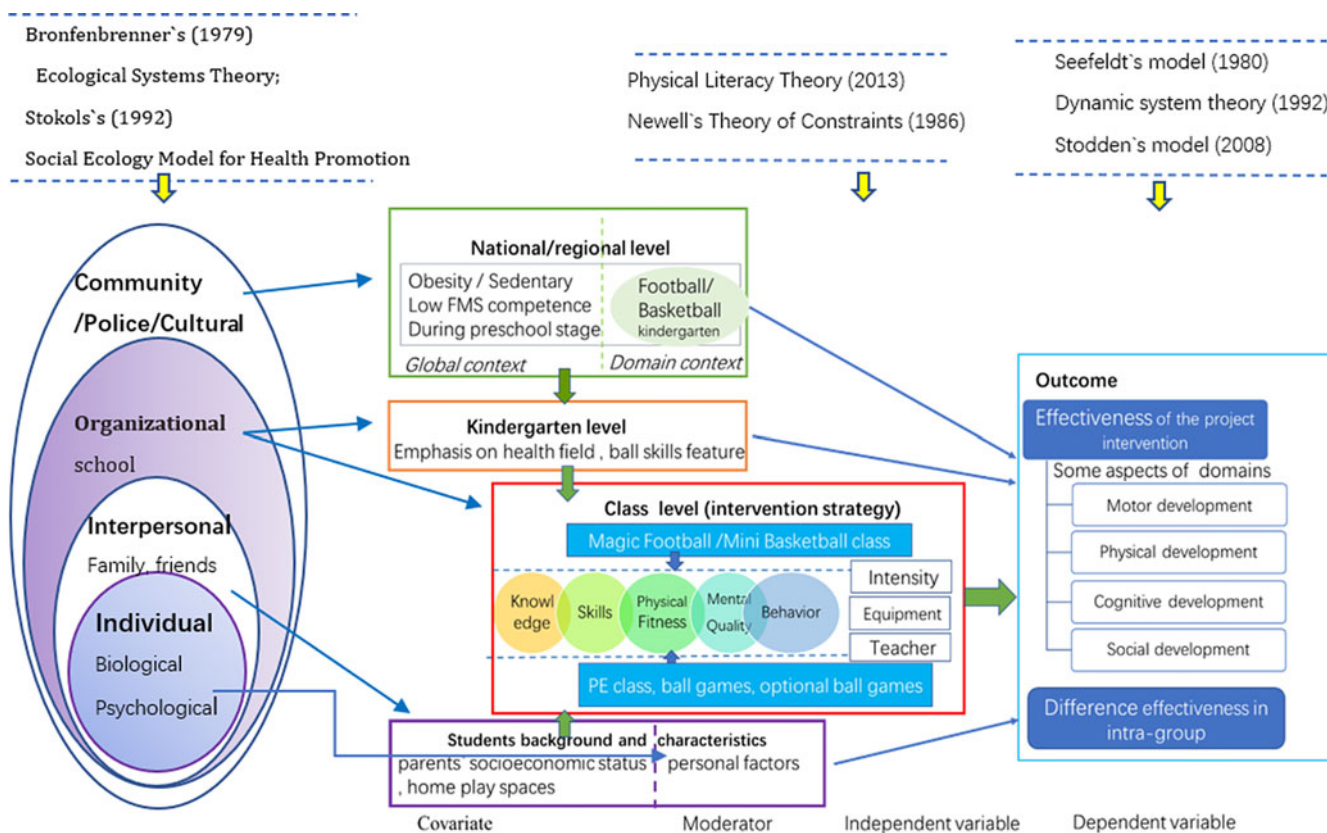 Bronfenbrenner`s (1979)
Ecological Systems Theory;
Stokols`s (1992)
Social Ecology Model for Health Promotion
Physical Literacy Theory (2013)
Newell`s Theory of Constraints (1986)
Seefeldt`s model (1980)
Dynamic system theory (1992)
Stodden`s model (2008)
Community
/Police/Cultural
Organizational
school
Interpersonal
Family, friends
Individual
Biological
Psychological
National/regional level
Obesity / Sedentary
Low FMS competence
During preschool stage
Football/
Basketball
kindergarten
Global context
Domain context
Kindergarten level
Emphasis on health field , ball skills feature
Class level (intervention strategy)
Magic Football /Mini Basketball class
Knowl
edge
Skills
Physical
Fitness
Mental
Quality
Behavior
Intensity
Equipment
Teacher
PE class, ball games, optional ball games
Students background and characteristics
parents' socioeconomic status
, home play spaces
personal factors
Outcome
Effectiveness of the project
intervention
Some aspects of domains
Motor development
Physical development
Cognitive development
Social development
Difference effectiveness in
intra-group
Covariate
Moderator
Independent variable
Dependent variable